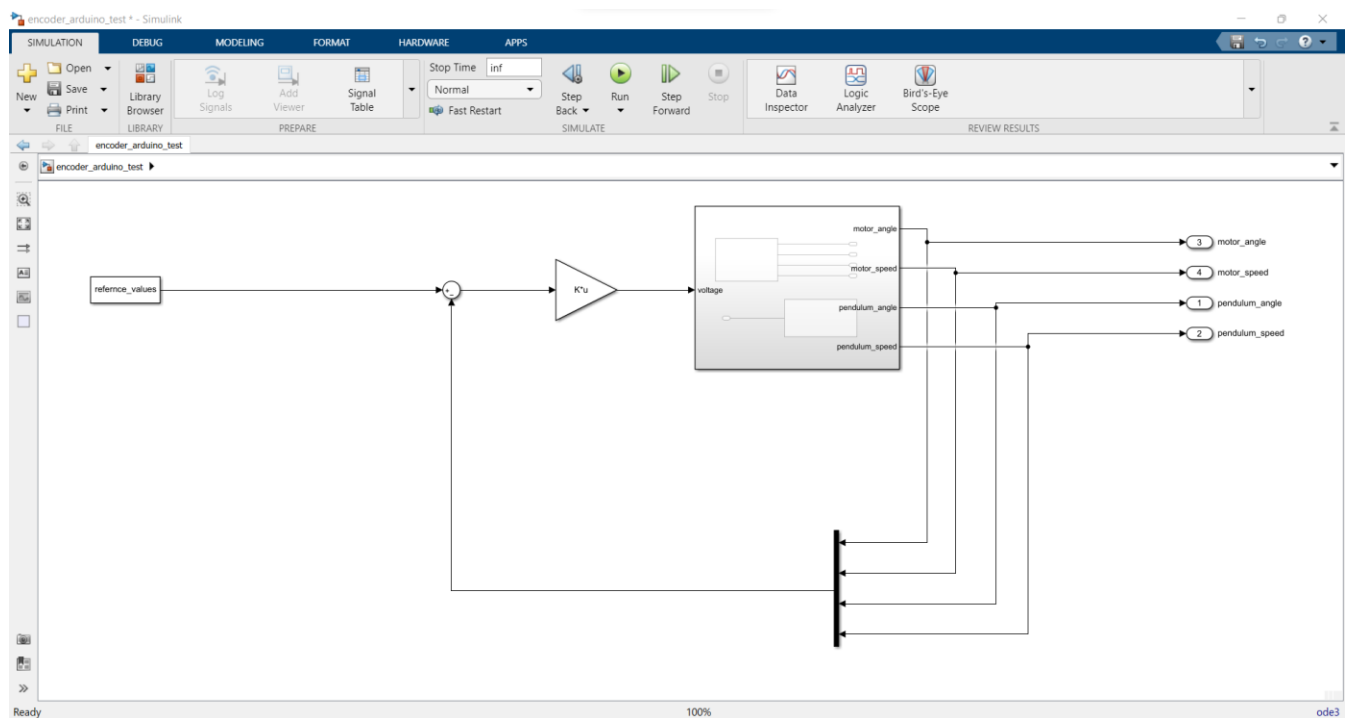 encoder_arduino_test * - Simulink
SIMULATION DEBUG MODELING FORMAT HARDWARE APPS
New
Open
Save
Print
FILE
Library
Browser
LIBRARY
Log
Signals
Add
Viewer
Signal
Table
PREPARE
Stop Time inf
Normal
Fast Restart
Step
Back
Run
Step
Forward
Stop
SIMULATE
Data
Inspector
Logic
Analyzer
Bird's-Eye
Scope
REVIEW RESULTS
encoder_arduino_test
encoder_arduino_test
refernce_values
+
-
K*u
voltage
motor_angle
motor_speed
pendulum_angle
pendulum_speed
3 motor_angle
4 motor_speed
1 pendulum_angle
2 pendulum_speed
Ready 100% ode3